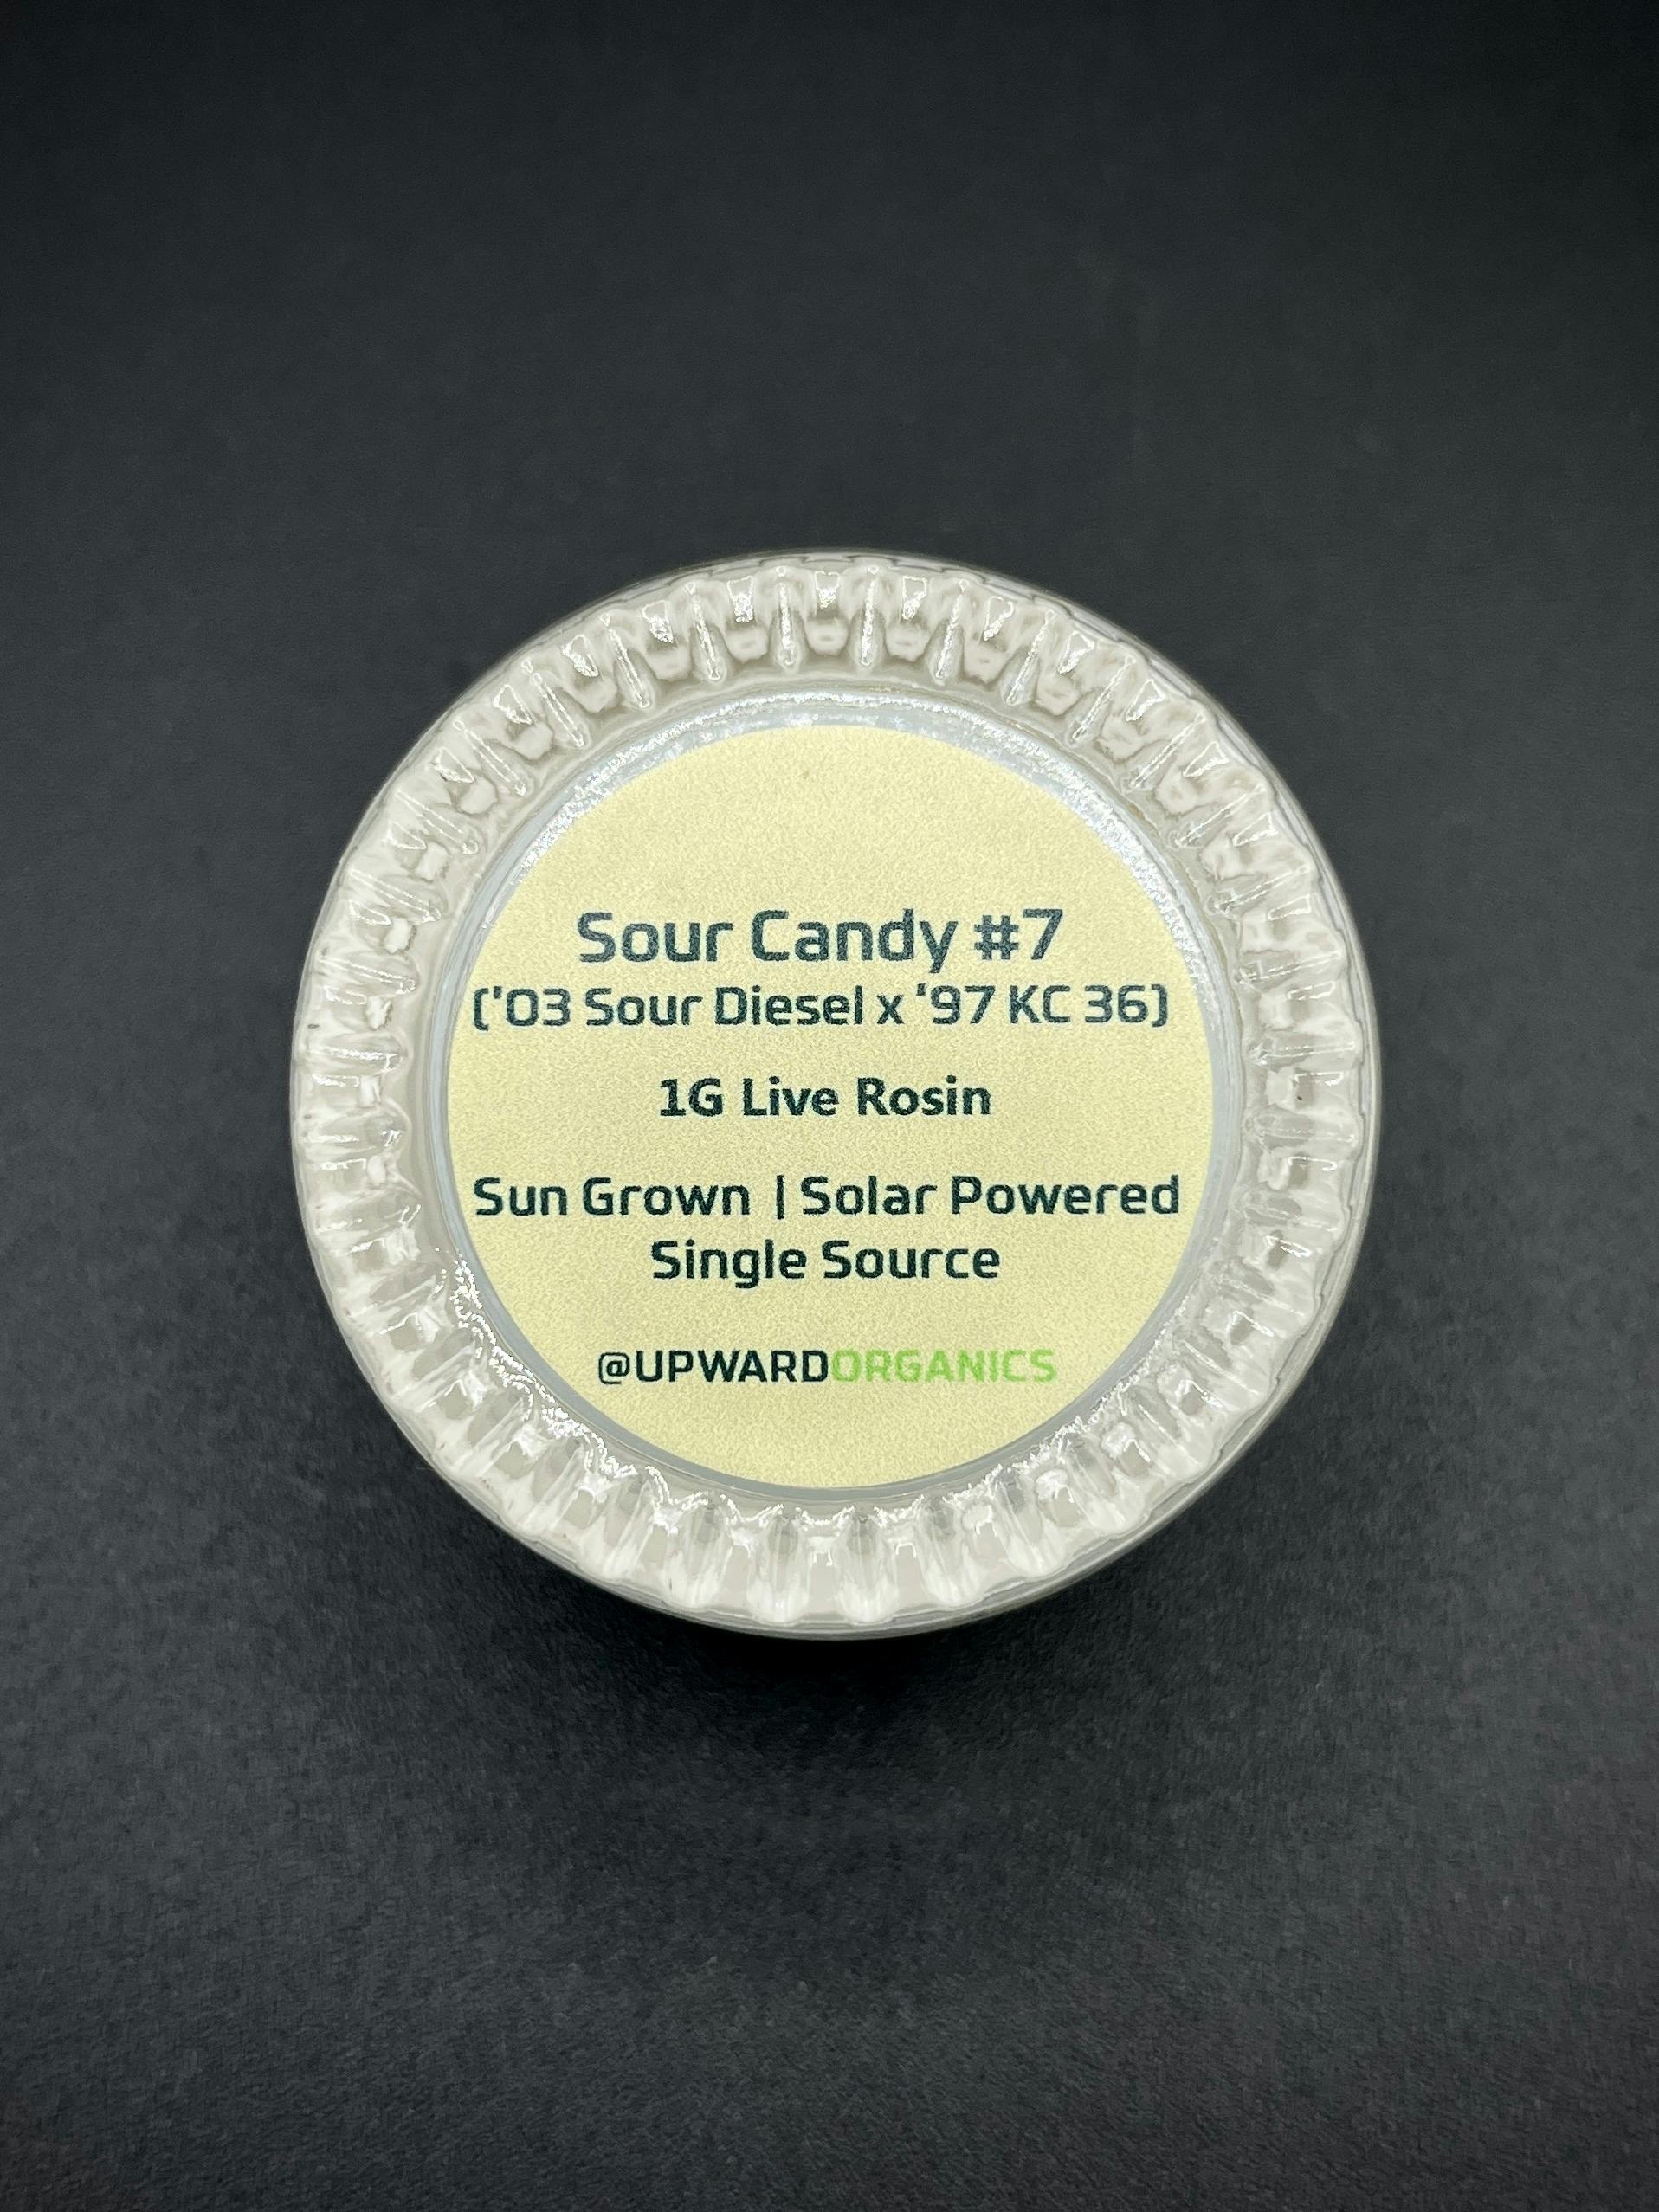 Sour Candy #7
('03 Sour Diesel x ‘97 KC 36)
1G Live Rosin
Sun Grown | Solar Powered
Single Source
@UPWARDORGANICS